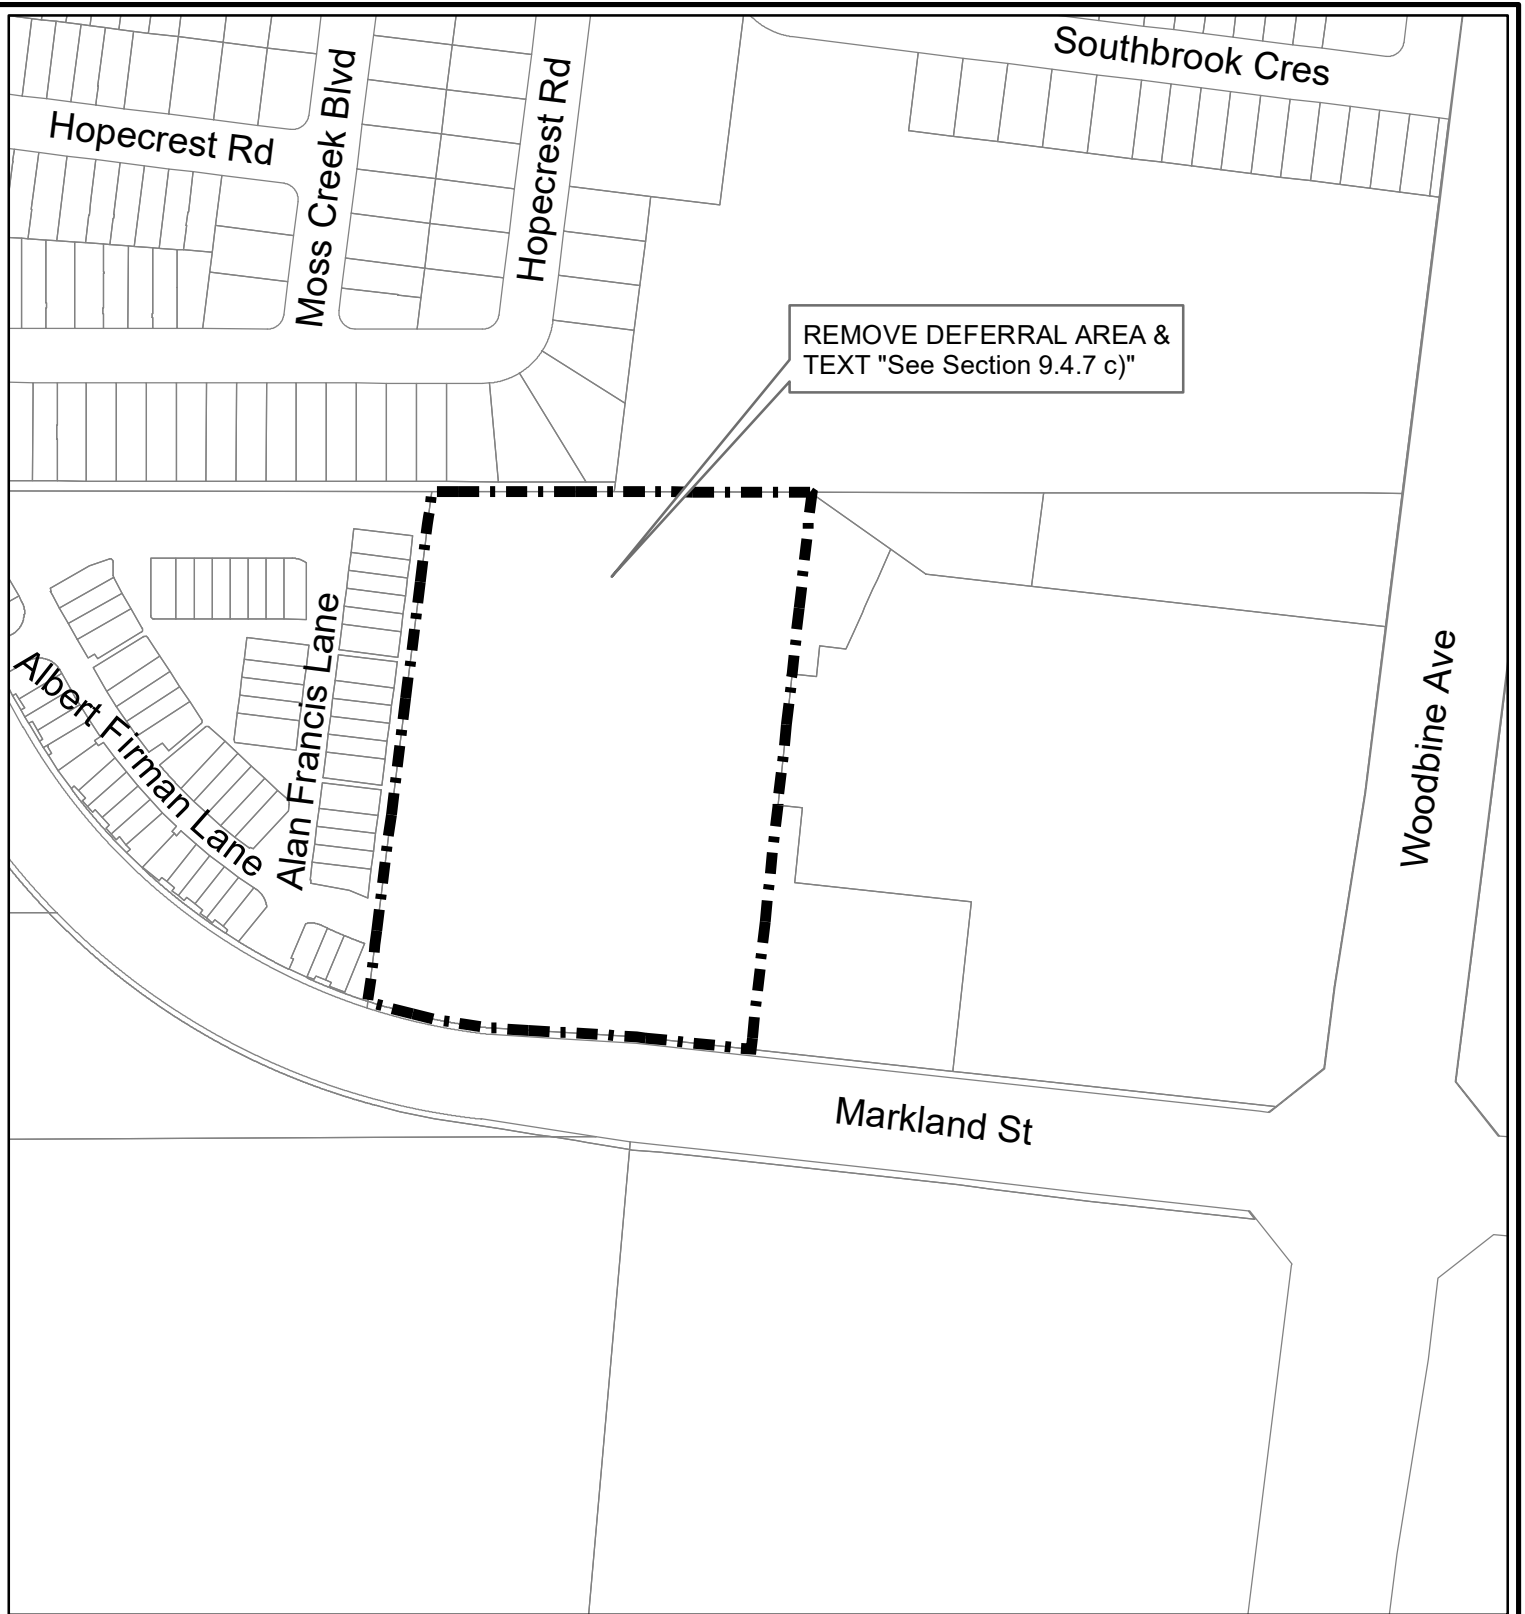 Southbrook Cres
Hopecrest Rd
Moss Creek Blvd
Hopecrest Rd
REMOVE DEFERRAL AREA &
TEXT "See Section 9.4.7 c)"
Albert Firman Lane
Alan Francis Lane
Woodbine Ave
Markland St